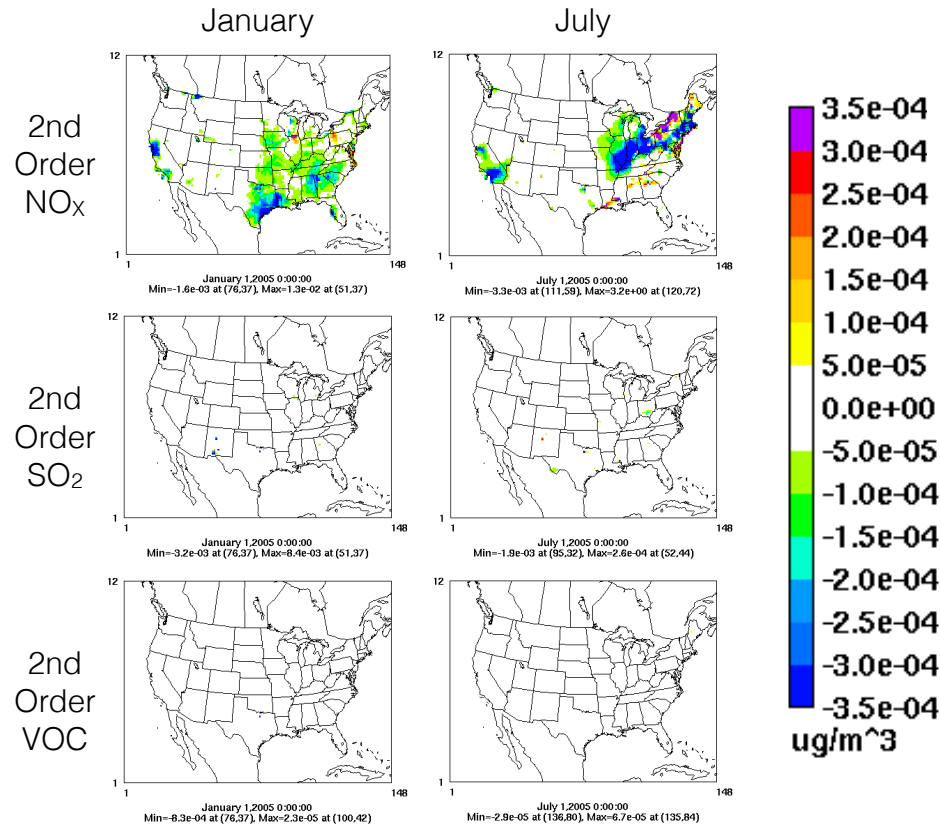 January
July
2nd
Order
NOX
12
1
1
148
January 1,2005 0:00:00
Min=-1.6e-03 at (76,37), Max=1.3e-02 at (51,37)
12
1
1
148
July 1,2005 0:00:00
Min=-3.3e-03 at (111,59), Max=3.2e+00 at (120,72)
2nd
Order
SO2
12
1
1
148
January 1,2005 0:00:00
Min=-3.2e-03 at (76,37), Max=8.4e-03 at (51,37)
12
1
1
148
July 1,2005 0:00:00
Min=-1.9e-03 at (95,32), Max=2.6e-04 at (52,44)
2nd
Order
VOC
12
1
1
148
January 1,2005 0:00:00
Min=-8.3e-04 at (76,37), Max=2.3e-05 at (100,42)
12
1
1
148
July 1,2005 0:00:00
Min=-2.9e-05 at (136,80), Max=6.7e-05 at (135,84)
3.5e-04
3.0e-04
2.5e-04
2.0e-04
1.5e-04
1.0e-04
5.0e-05
0.0e+00
-5.0e-05
-1.0e-04
-1.5e-04
-2.0e-04
-2.5e-04
-3.0e-04
-3.5e-04
ug/m^3